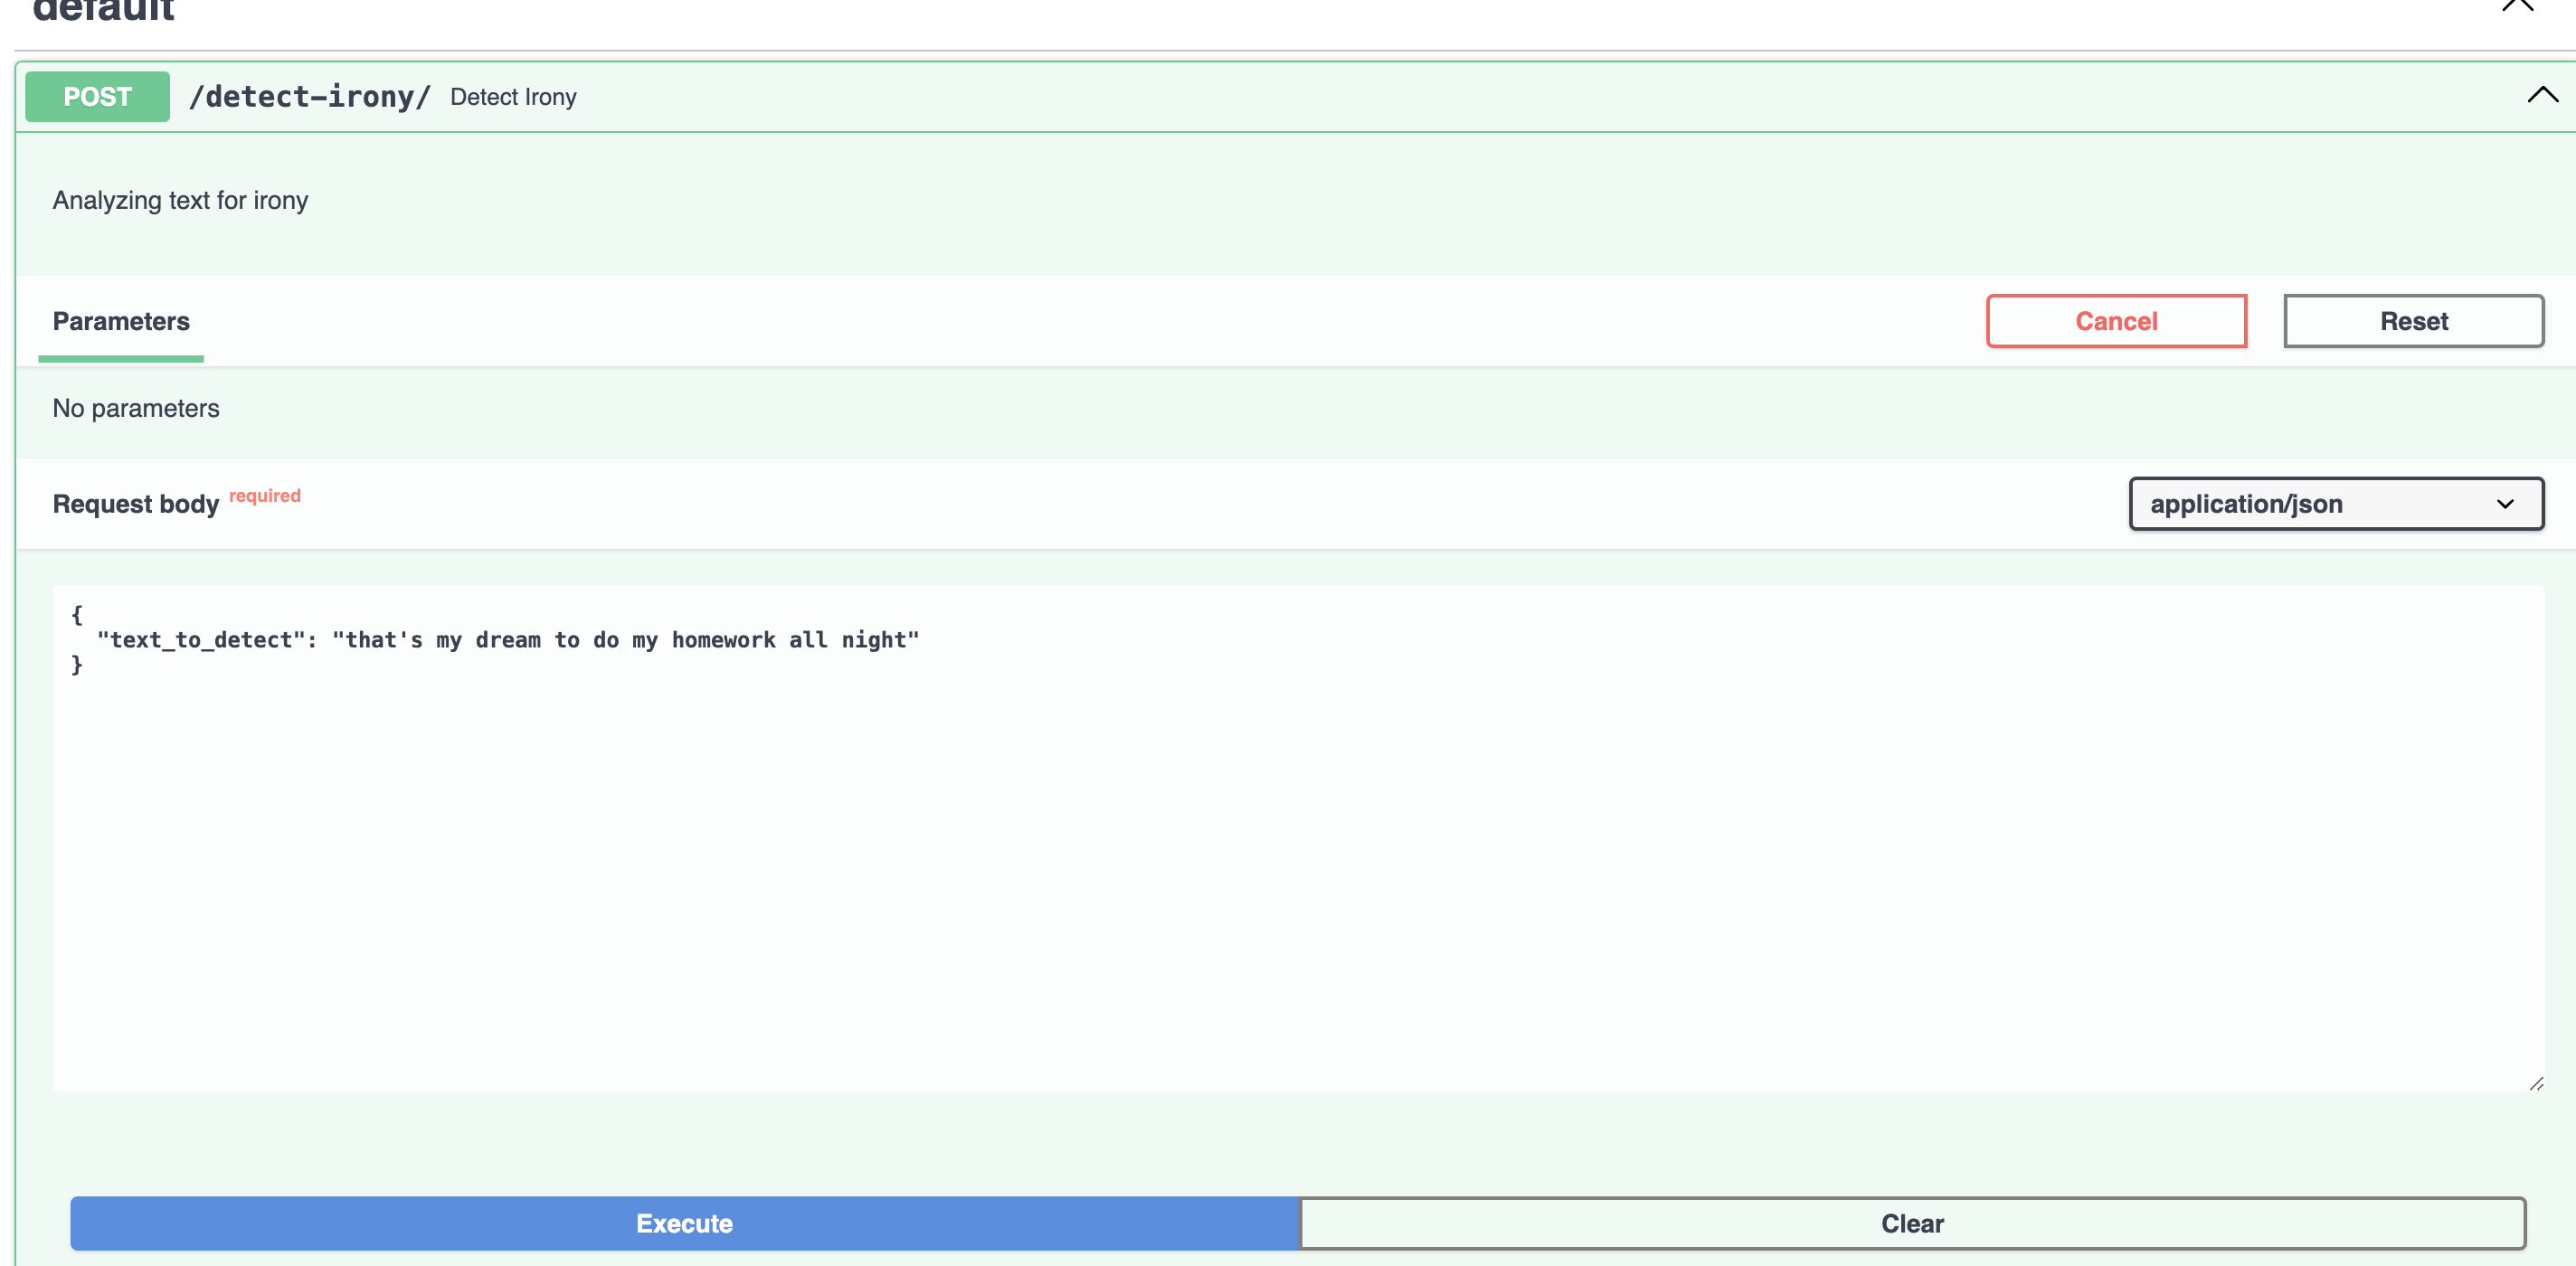 default
POST /detect-irony/ Detect Irony
Analyzing text for irony
Parameters Cancel Reset
No parameters
Request body required application/json
{
"text_to_detect": "that's my dream to do my homework all night"
}
Execute Clear